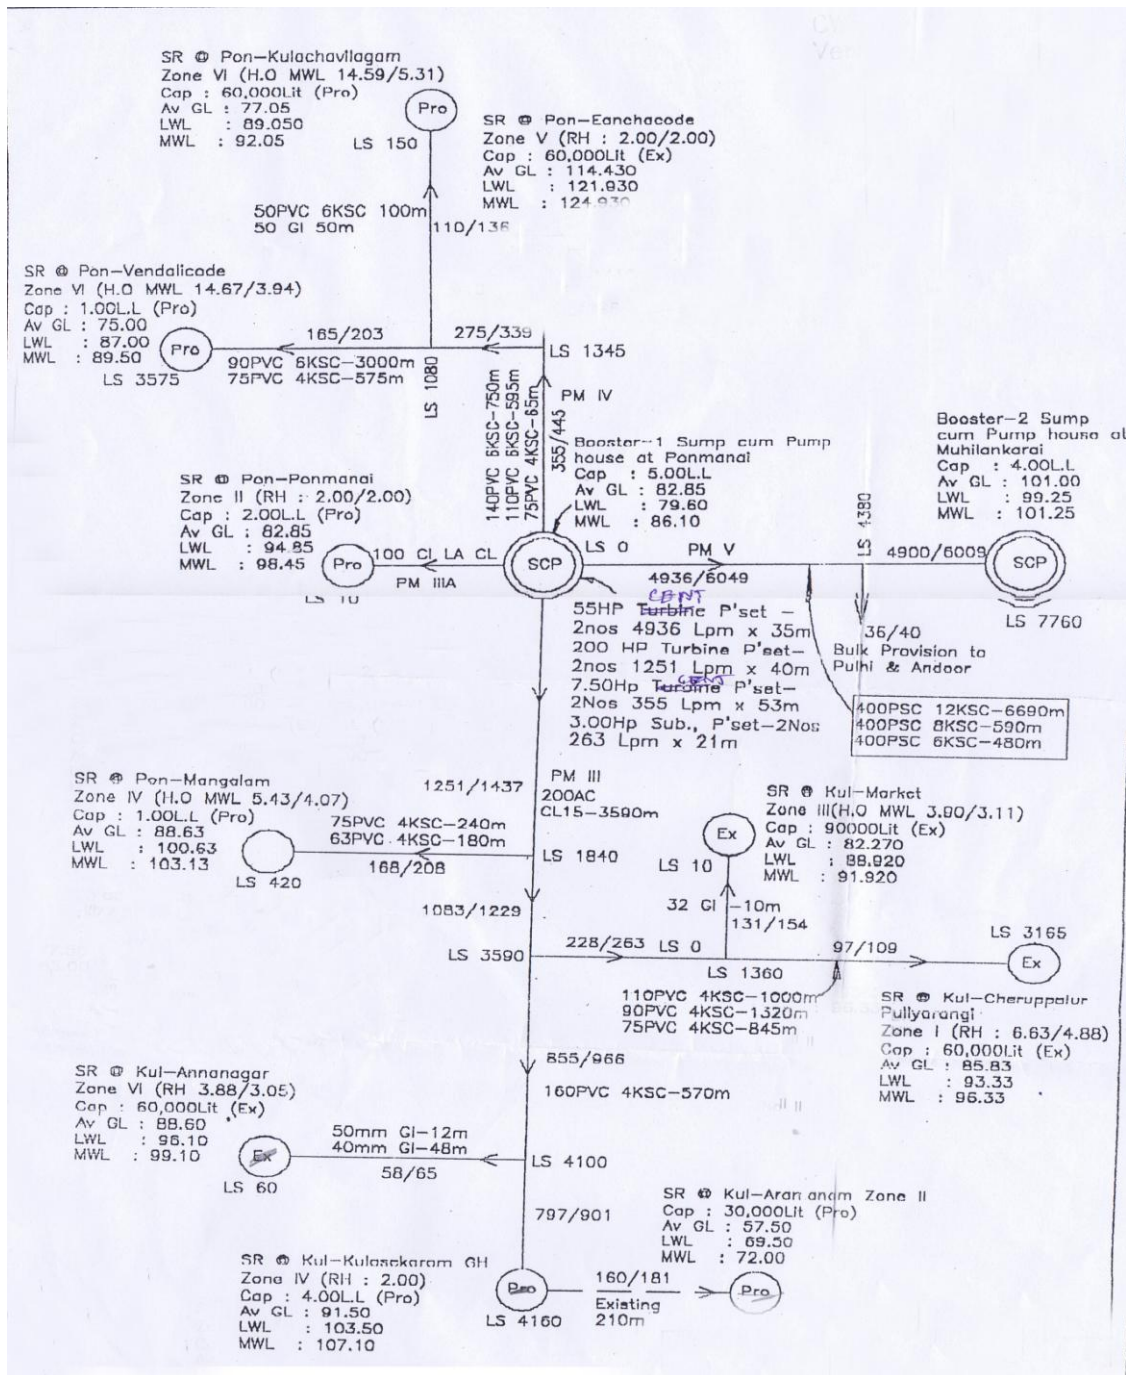 SR @ Pon-Kulachavilagam
Zone VI (H.O MWL 14.59/5.31)
Cap : 60,000Lit (Pro)
Av GL : 77.05
LWL : 89.050
MWL : 92.05
Pro
LS 150
SR @ Pon-Eanchacode
Zone V (RH : 2.00/2.00)
Cap : 60,000Lit (Ex)
Av GL : 114.430
LWL : 121.930
MWL : 124.930
50PVC 6KSC 100m
50 GI 50m
110/136
SR @ Pon-Vendalicode
Zone VI (H.O MWL 14.67/3.94)
Cap : 1.00L.L (Pro)
Av GL : 75.00
LWL : 87.00
MWL : 89.50
Pro
LS 3575
165/203
90PVC 6KSC-3000m
75PVC 4KSC-575m
275/339
LS 1345
LS 1080
PM IV
140PVC 6KSC-750m
110PVC 6KSC-595m
75PVC 4KSC-65m
355/445
Booster-1 Sump cum Pump
house at Ponmanai
Cap : 5.00L.L
Av GL : 82.85
LWL : 79.60
MWL : 86.10
Booster-2 Sump
cum Pump house at
Muhilankarai
Cap : 4.00L.L
Av GL : 101.00
LWL : 99.25
MWL : 101.25
SR @ Pon-Ponmanai
Zone II (RH : 2.00/2.00)
Cap : 2.00L.L (Pro)
Av GL : 82.85
LWL : 94.85
MWL : 98.45
Pro
LS 10
100 CI LA CL
PM IIIA
SCP
LS 0
PM V
4936/6049
LS 4380
4900/6009
SCP
LS 7760
CENT
55HP Turbine P'set -
2nos 4936 Lpm x 35m
200 HP Turbine P'set-
2nos 1251 Lpm x 40m
CENT
7.50Hp Turbine P'set-
2Nos 355 Lpm x 53m
3.00Hp Sub., P'set-2Nos
263 Lpm x 21m
36/40
Bulk Provision to
Pulhi & Andoor
400PSC 12KSC-6690m
400PSC 8KSC-590m
400PSC 6KSC-480m
SR @ Pon-Mangalam
Zone IV (H.O MWL 5.43/4.07)
Cap : 1.00L.L (Pro)
Av GL : 88.63
LWL : 100.63
MWL : 103.13
LS 420
1251/1437
PM III
200AC
CL15-3590m
75PVC 4KSC-240m
63PVC 4KSC-180m
168/208
LS 1840
SR @ Kul-Market
Zone III(H.O MWL 3.90/3.11)
Cap : 90000Lit (Ex)
Av GL : 82.270
LWL : 88.920
MWL : 91.920
Ex
LS 10
32 GI -10m
131/154
1083/1229
LS 3590
228/263
LS 0
LS 1360
97/109
LS 3165
Ex
110PVC 4KSC-1000m
90PVC 4KSC-1320m
75PVC 4KSC-845m
SR @ Kul-Cheruppalur
Pullyarangi
Zone I (RH : 6.63/4.88)
Cap : 60,000Lit (Ex)
Av GL : 85.83
LWL : 93.33
MWL : 96.33
855/966
160PVC 4KSC-570m
SR @ Kul-Annanagar
Zone VI (RH 3.88/3.05)
Cap : 60,000Lit (Ex)
Av GL : 88.60
LWL : 96.10
MWL : 99.10
Ex
LS 60
50mm GI-12m
40mm GI-48m
58/65
LS 4100
797/901
SR @ Kul-Aran anam Zone II
Cap : 30,000Lit (Pro)
Av GL : 57.50
LWL : 69.50
MWL : 72.00
SR @ Kul-Kulasekaram GH
Zone IV (RH : 2.00)
Cap : 4.00L.L (Pro)
Av GL : 91.50
LWL : 103.50
MWL : 107.10
Pro
LS 4160
160/181
Existing
210m
Pro